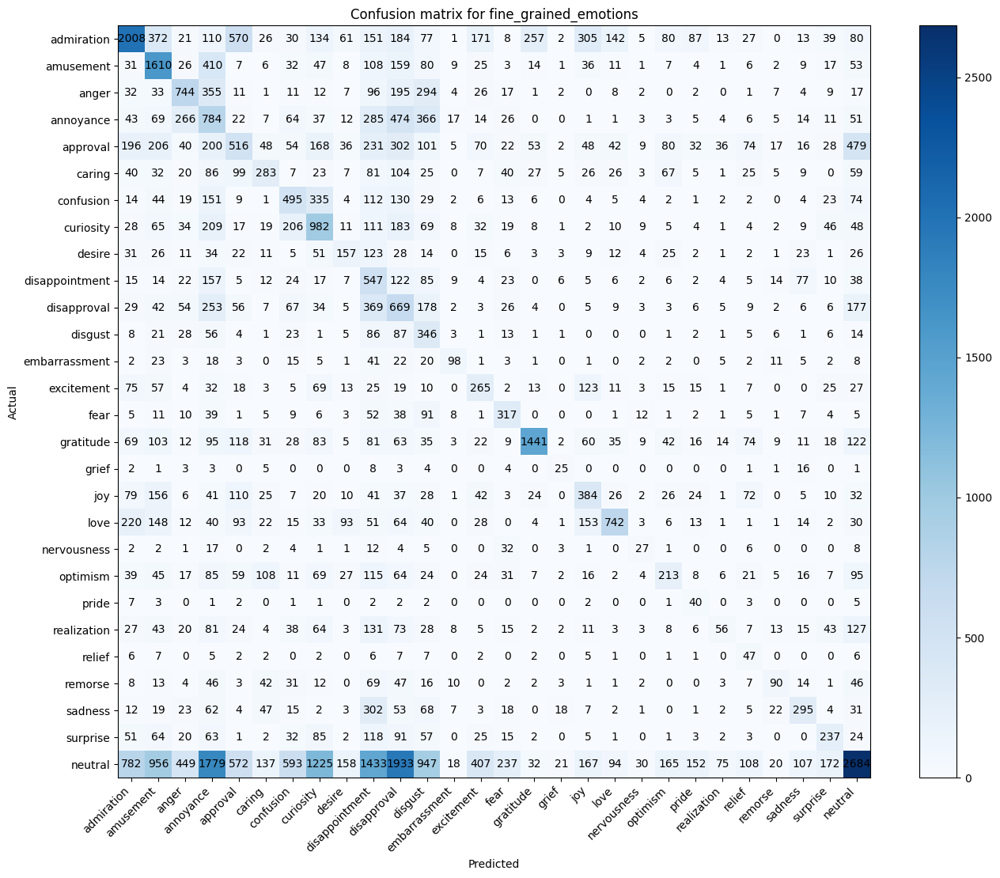 Confusion matrix for fine_grained_emotions
admiration 2008 372 21 110 570 26 30 134 61 151 184 77 1 171 8 257 2 305 142 5 80 87 13 27 0 13 39 80
amusement 31 1610 26 410 7 6 32 47 8 108 159 80 9 25 3 14 1 36 11 1 7 4 1 6 2 9 17 53
anger 32 33 744 355 11 1 11 12 7 96 195 294 4 26 17 1 2 0 8 2 0 2 0 1 7 4 9 17
annoyance 43 69 266 784 22 7 64 37 12 285 474 366 17 14 26 0 0 1 1 3 3 5 4 6 5 14 11 51
approval 196 206 40 200 516 48 54 168 36 231 302 101 5 70 22 53 2 48 42 9 80 32 36 74 17 16 28 479
caring 40 32 20 86 99 283 7 23 7 81 104 25 0 7 40 27 5 26 26 3 67 5 1 25 5 9 0 59
confusion 14 44 19 151 9 1 495 335 4 112 130 29 2 6 13 6 0 4 5 4 2 1 2 2 0 4 23 74
curiosity 28 65 34 209 17 19 206 982 11 111 183 69 8 32 19 8 1 2 10 9 5 4 1 4 2 9 46 48
desire 31 26 11 34 22 11 5 51 157 123 28 14 0 15 6 3 3 9 12 4 25 2 1 2 1 23 1 26
disappointment 15 14 22 157 5 12 24 17 7 547 122 85 9 4 23 0 6 5 6 2 6 2 4 5 14 77 10 38
disapproval 29 42 54 253 56 7 67 34 5 369 669 178 2 3 26 4 0 5 9 3 3 6 5 9 2 6 6 177
disgust 8 21 28 56 4 1 23 1 5 86 87 346 3 1 13 1 1 0 0 0 1 2 1 5 6 1 6 14
embarrassment 2 23 3 18 3 0 15 5 1 41 22 20 98 1 3 1 0 1 0 2 2 0 5 2 11 5 2 8
excitement 75 57 4 32 18 3 5 69 13 25 19 10 0 265 2 13 0 123 11 3 15 15 1 7 0 0 25 27
fear 5 11 10 39 1 5 9 6 3 52 38 91 8 1 317 0 0 0 1 12 1 2 1 5 1 7 4 5
gratitude 69 103 12 95 118 31 28 83 5 81 63 35 3 22 9 1441 2 60 35 9 42 16 14 74 9 11 18 122
grief 2 1 3 3 0 5 0 0 0 8 3 4 0 0 4 0 25 0 0 0 0 0 0 1 1 16 0 1
joy 79 156 6 41 110 25 7 20 10 41 37 28 1 42 3 24 0 384 26 2 26 24 1 72 0 5 10 32
love 220 148 12 40 93 22 15 33 93 51 64 40 0 28 0 4 1 153 742 3 6 13 1 1 1 14 2 30
nervousness 2 2 1 17 0 2 4 1 1 12 4 5 0 0 32 0 3 1 0 27 1 0 0 6 0 0 0 8
optimism 39 45 17 85 59 108 11 69 27 115 64 24 0 24 31 7 2 16 2 4 213 8 6 21 5 16 7 95
pride 7 3 0 1 2 0 1 1 0 2 2 2 0 0 0 0 0 2 0 0 1 40 0 3 0 0 0 5
realization 27 43 20 81 24 4 38 64 3 131 73 28 8 5 15 2 2 11 3 3 8 6 56 7 13 15 43 127
relief 6 7 0 5 2 2 0 2 0 6 7 7 0 2 0 2 0 5 1 0 1 1 0 47 0 0 0 6
remorse 8 13 4 46 3 42 31 12 0 69 47 16 10 0 2 2 3 1 1 2 0 0 3 7 90 14 1 46
sadness 12 19 23 62 4 47 15 2 3 302 53 68 7 3 18 0 18 7 2 1 0 1 2 5 22 295 4 31
surprise 51 64 20 63 1 2 32 85 2 118 91 57 0 25 15 0 0 5 1 0 1 3 2 3 0 0 237 24
neutral 782 956 449 1779 572 137 593 1225 158 1433 1933 947 18 407 237 32 21 167 94 30 165 152 75 108 20 107 172 2684
admiration amusement anger annoyance approval caring confusion curiosity desire disappointment disapproval disgust embarrassment excitement fear gratitude grief joy love nervousness optimism pride realization relief remorse sadness surprise neutral
Predicted
Actual
2500
2000
1500
1000
500
0